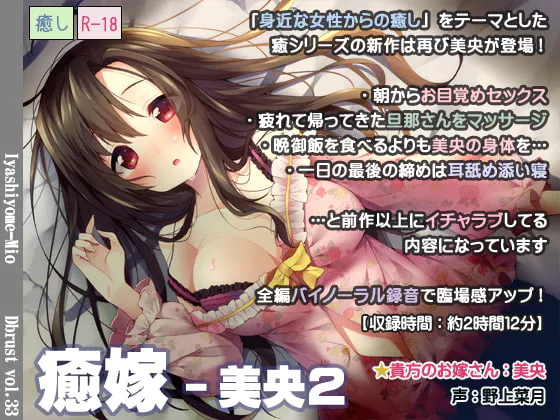 癒し R-18
「身近な女性からの癒し」をテーマとした
癒シリーズの新作は再び美央が登場！
・朝からお目覚めセックス
・疲れて帰ってきた旦那さんをマッサージ
・晩御飯を食べるよりも美央の身体を…
・一日の最後の締めは耳舐め添い寝
…と前作以上にイチャラブしてる
内容になっています
全編バイノーラル録音で臨場感アップ！
【収録時間：約2時間12分】
★貴方のお嫁さん：美央
声：野上菜月
癒嫁 - 美央2
Iyashiyome-Mio Dbrust vol.33